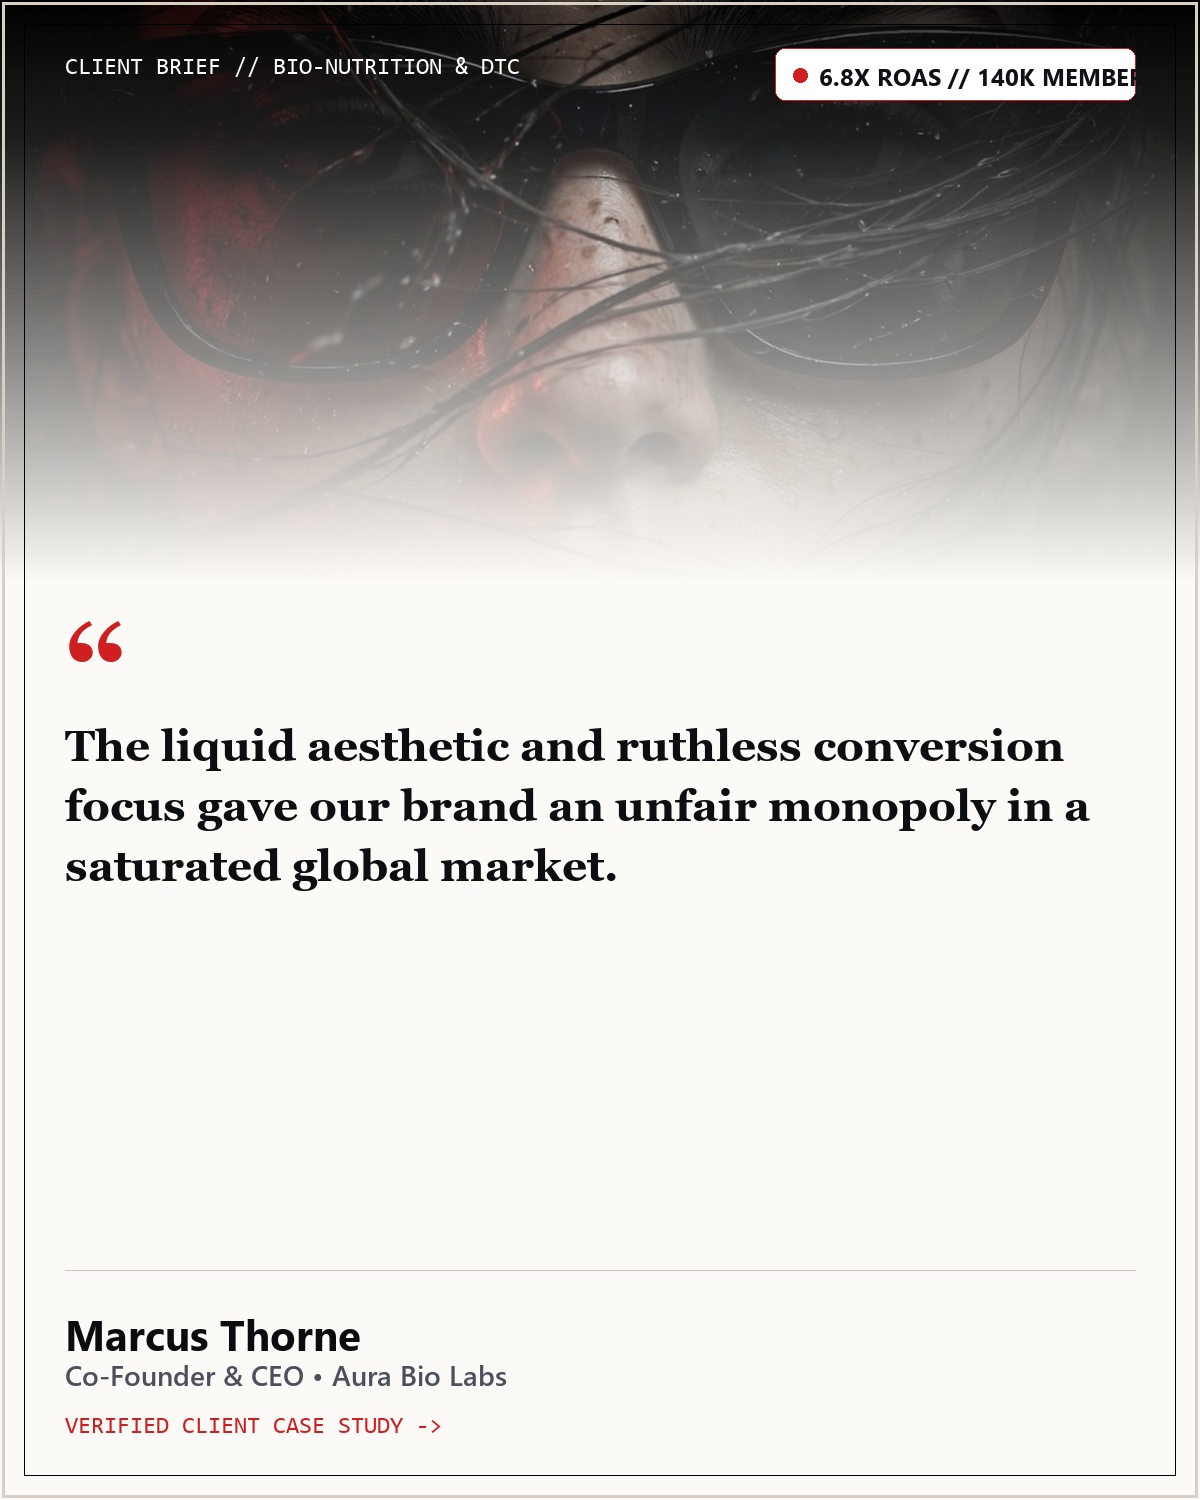 CLIENT BRIEF // BIO-NUTRITION & DTC
6.8X ROAS // 140K MEMBE
“
The liquid aesthetic and ruthless conversion
focus gave our brand an unfair monopoly in a
saturated global market.
Marcus Thorne
Co-Founder & CEO • Aura Bio Labs
VERIFIED CLIENT CASE STUDY ->